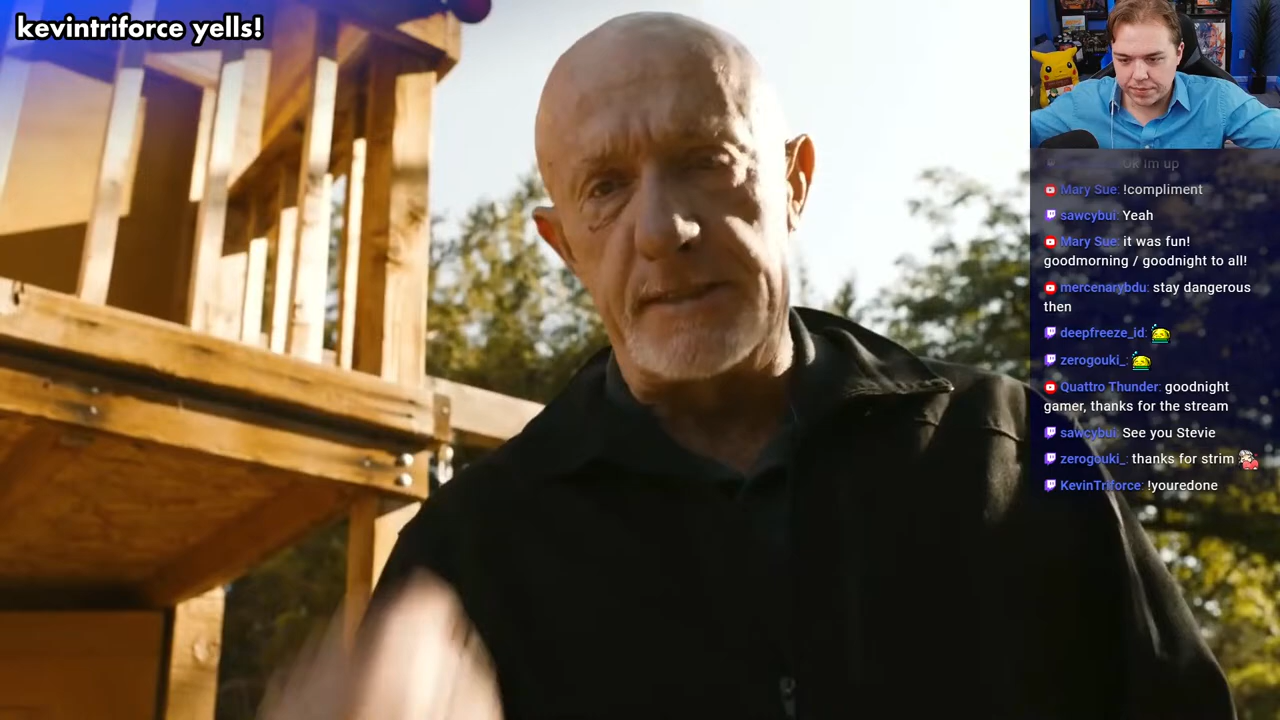 kevintriforce yells!
Ok im up
Mary Sue: !compliment
sawcybui: Yeah
Mary Sue: it was fun!
goodmorning / goodnight to all!
mercenarybdu: stay dangerous
then
deepfreeze_id:
zerogouki_:
Quattro Thunder: goodnight
gamer, thanks for the stream
sawcybui: See you Stevie
zerogouki_: thanks for strim
KevinTriforce: !youredone